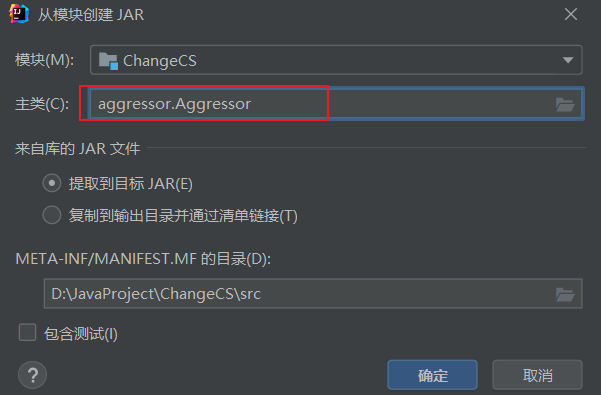 从模块创建 JAR
模块(M): ChangeCS
主类(C): aggressor.Aggressor
来自库的 JAR 文件
提取到目标 JAR(E)
复制到输出目录并通过清单链接(T)
META-INF/MANIFEST.MF 的目录(D):
D:\JavaProject\ChangeCS\src
包含测试(I)
? 确定 取消